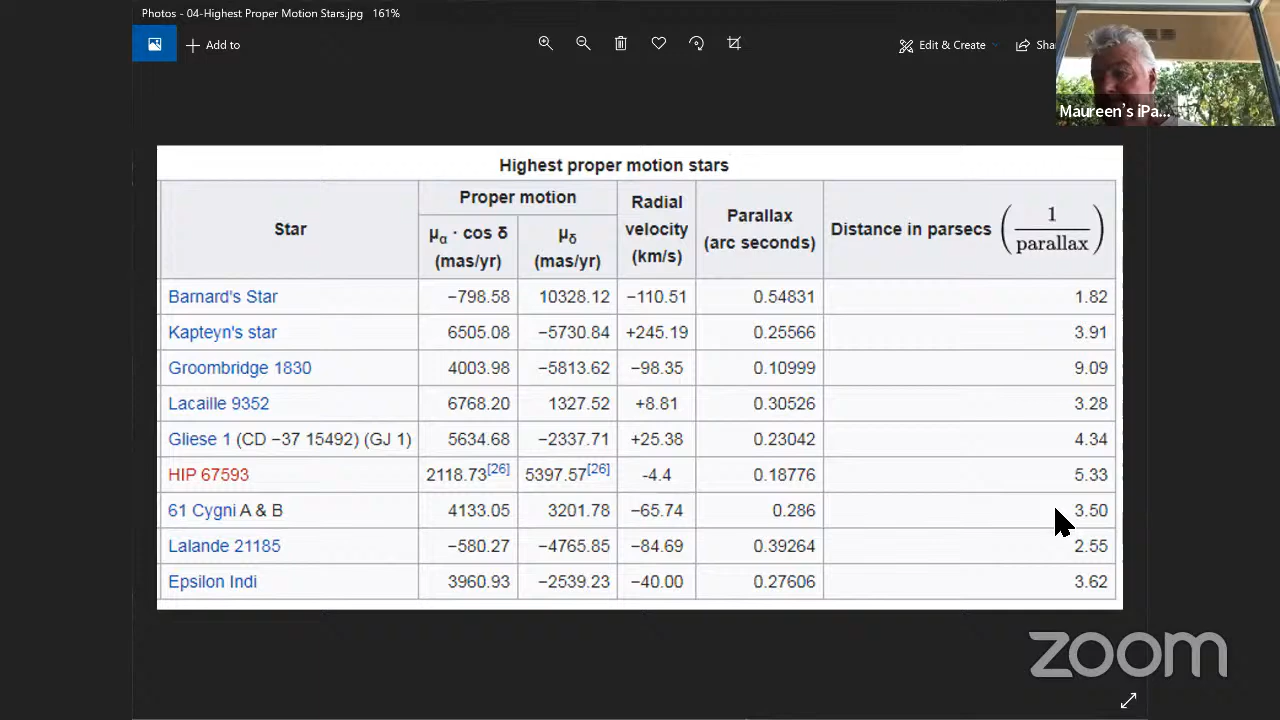 Photos - 04-Highest Proper Motion Stars.jpg 161%
Add to
Edit & Create
Sha
Maureen's iPa...
Highest proper motion stars
Star
Proper motion
Radial velocity (km/s)
Parallax (arc seconds)
Distance in parsecs (1/parallax)
μα · cos δ (mas/yr)
μδ (mas/yr)
Barnard's Star −798.58 10328.12 −110.51 0.54831 1.82
Kapteyn's star 6505.08 −5730.84 +245.19 0.25566 3.91
Groombridge 1830 4003.98 −5813.62 −98.35 0.10999 9.09
Lacaille 9352 6768.20 1327.52 +8.81 0.30526 3.28
Gliese 1 (CD −37 15492) (GJ 1) 5634.68 −2337.71 +25.38 0.23042 4.34
HIP 67593 2118.73[26] 5397.57[26] -4.4 0.18776 5.33
61 Cygni A & B 4133.05 3201.78 −65.74 0.286 3.50
Lalande 21185 −580.27 −4765.85 −84.69 0.39264 2.55
Epsilon Indi 3960.93 −2539.23 −40.00 0.27606 3.62
zoom